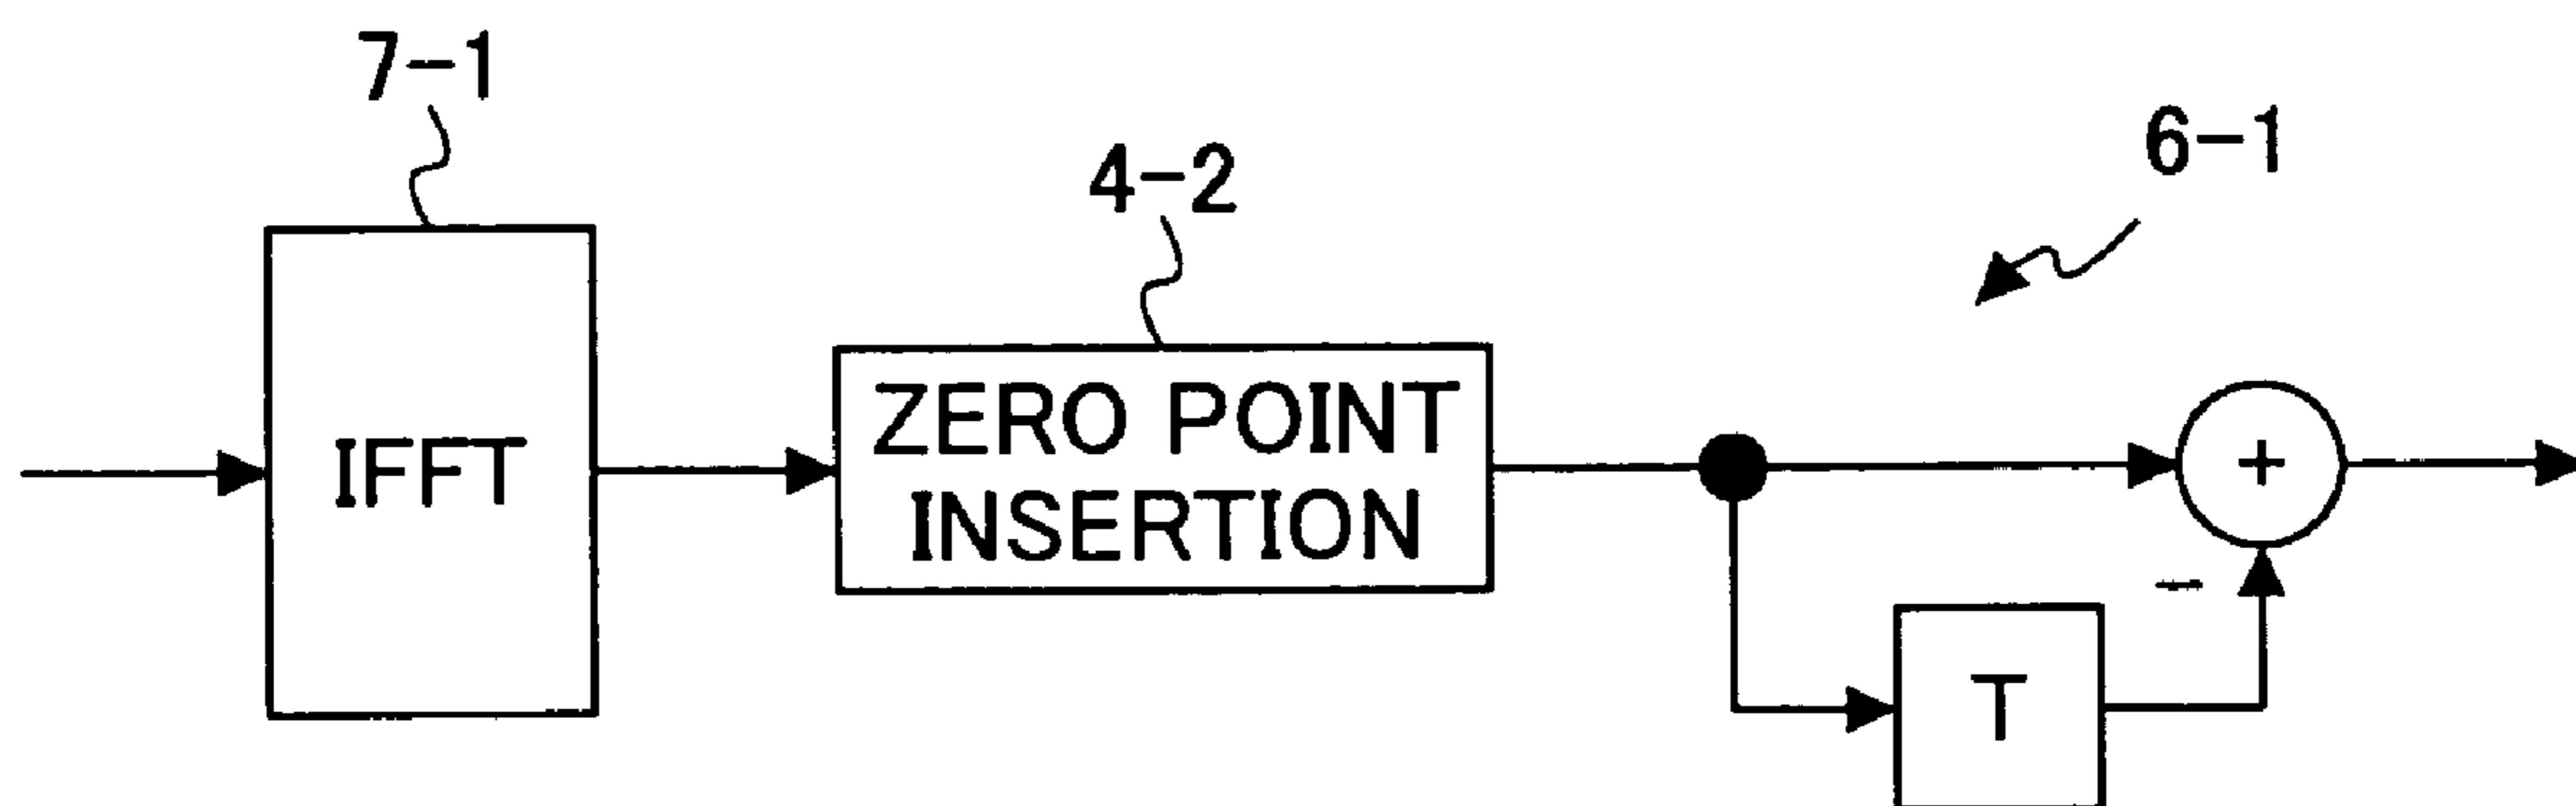 7-1
4-2
6-1
IFFT
ZERO POINT
INSERTION
+
-
T